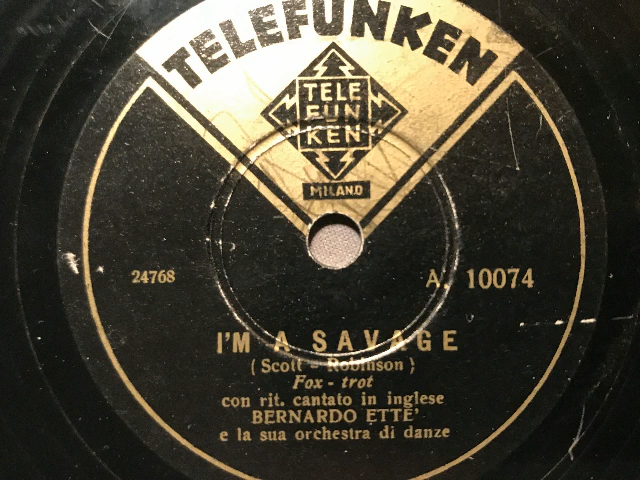 TELEFUNKEN
TELE
FUN
KEN
MILANO
24768
A. 10074
I'M A SAVAGE
(Scott - Robinson)
Fox - trot
con rit. cantato in inglese
BERNARDO ETTE'
e la sua orchestra di danze